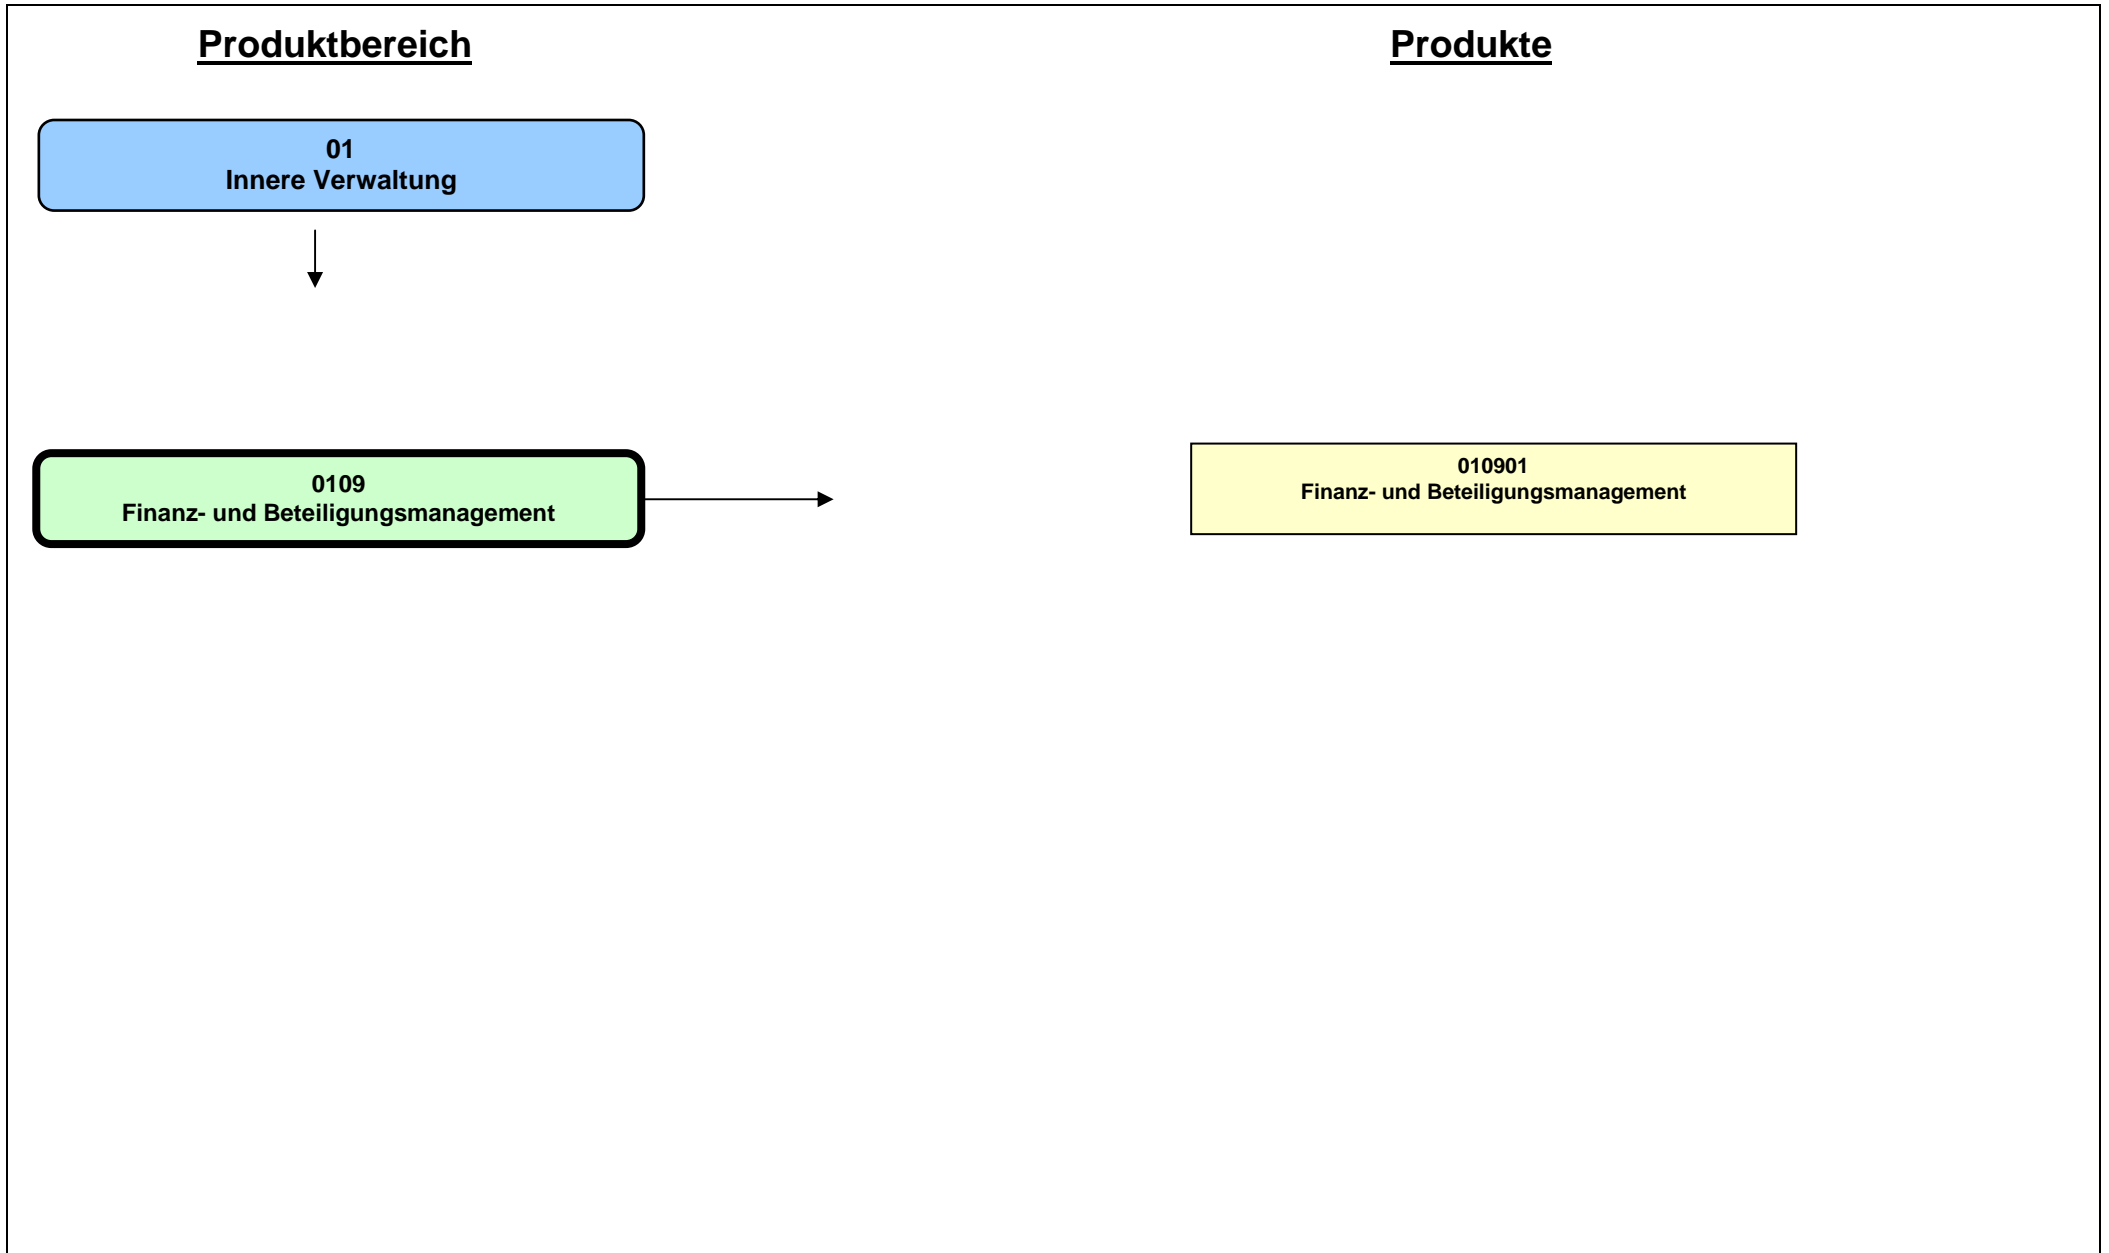 Produktbereich
Produkte
01
Innere Verwaltung
0109
Finanz- und Beteiligungsmanagement
010901
Finanz- und Beteiligungsmanagement